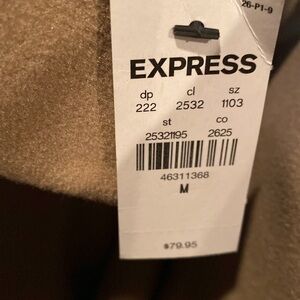 26-P1-9
EXPRESS
dp cl sz
222 2532 1103
st co
25321195 2625
46311368
M
$79.95